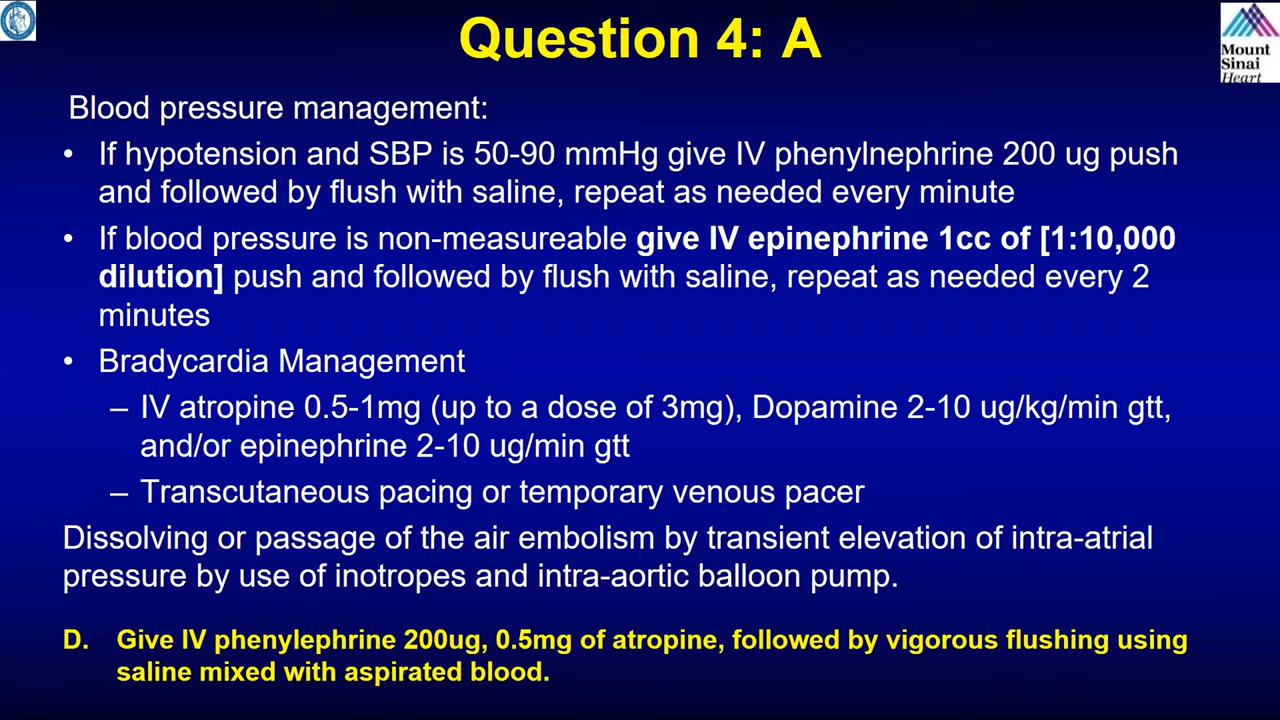 Question 4: A
Mount
Sinai
Heart
Blood pressure management:
• If hypotension and SBP is 50-90 mmHg give IV phenylnephrine 200 ug push
and followed by flush with saline, repeat as needed every minute
• If blood pressure is non-measureable give IV epinephrine 1cc of [1:10,000
dilution] push and followed by flush with saline, repeat as needed every 2
minutes
• Bradycardia Management
– IV atropine 0.5-1mg (up to a dose of 3mg), Dopamine 2-10 ug/kg/min gtt,
and/or epinephrine 2-10 ug/min gtt
– Transcutaneous pacing or temporary venous pacer
Dissolving or passage of the air embolism by transient elevation of intra-atrial
pressure by use of inotropes and intra-aortic balloon pump.
D. Give IV phenylephrine 200ug, 0.5mg of atropine, followed by vigorous flushing using
saline mixed with aspirated blood.